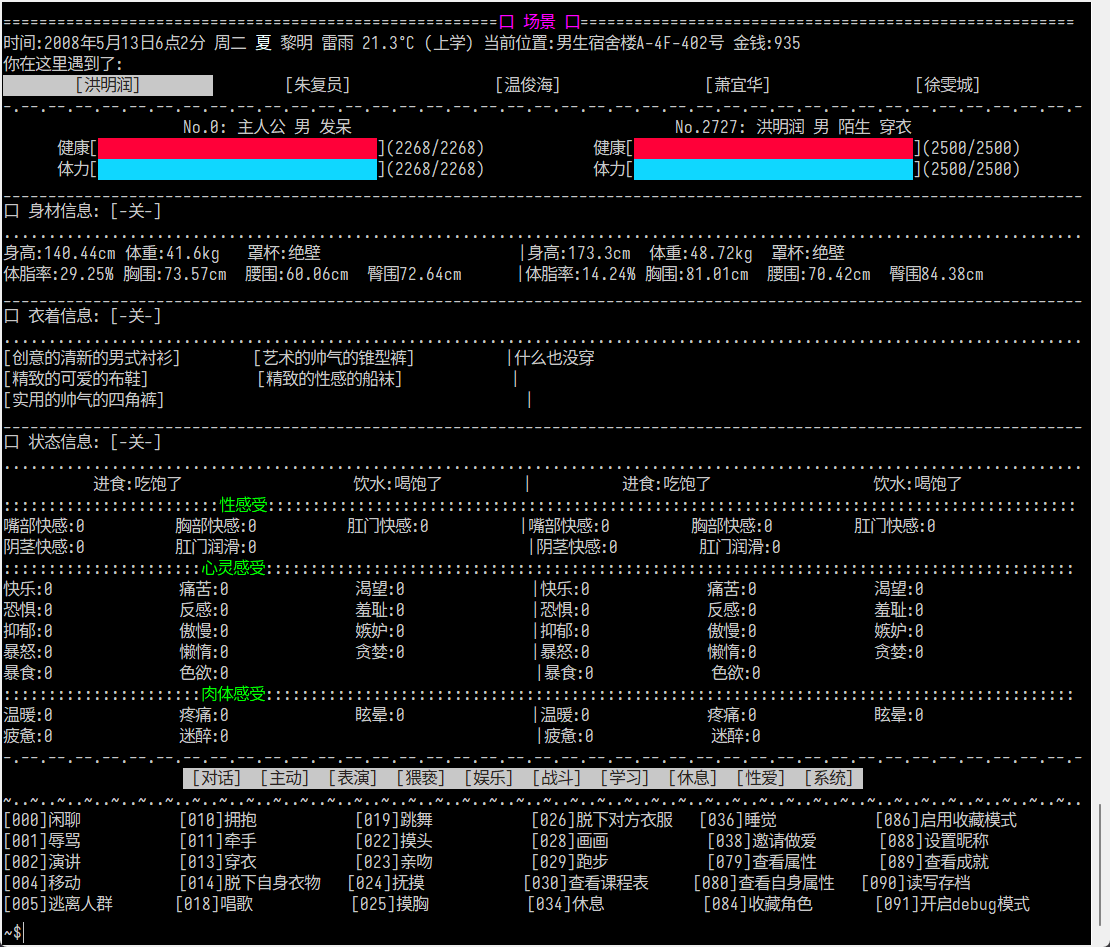 =======================================================口 场景 口=======================================================
时间:2008年5月13日6点2分 周二 夏 黎明 雷雨 21.3°C (上学) 当前位置:男生宿舍楼A-4F-402号 金钱:935
你在这里遇到了:
[洪明润] [朱复员] [温俊海] [萧宜华] [徐雯城]
No.0: 主人公 男 发呆 No.2727: 洪明润 男 陌生 穿衣
健康[ ](2268/2268) 健康[ ](2500/2500)
体力[ ](2268/2268) 体力[ ](2500/2500)
口 身材信息: [-关-]
身高:140.44cm 体重:41.6kg 罩杯:绝壁 |身高:173.3cm 体重:48.72kg 罩杯:绝壁
体脂率:29.25% 胸围:73.57cm 腰围:60.06cm 臀围72.64cm |体脂率:14.24% 胸围:81.01cm 腰围:70.42cm 臀围84.38cm
口 衣着信息: [-关-]
[创意的清新的男式衬衫] [艺术的帅气的锥型裤] |什么也没穿
[精致的可爱的布鞋] [精致的性感的船袜] |
[实用的帅气的四角裤] |
口 状态信息: [-关-]
进食:吃饱了 饮水:喝饱了 | 进食:吃饱了 饮水:喝饱了
性感受
嘴部快感:0 胸部快感:0 肛门快感:0 |嘴部快感:0 胸部快感:0 肛门快感:0
阴茎快感:0 肛门润滑:0 |阴茎快感:0 肛门润滑:0
心灵感受
快乐:0 痛苦:0 渴望:0 |快乐:0 痛苦:0 渴望:0
恐惧:0 反感:0 羞耻:0 |恐惧:0 反感:0 羞耻:0
抑郁:0 傲慢:0 嫉妒:0 |抑郁:0 傲慢:0 嫉妒:0
暴怒:0 懒惰:0 贪婪:0 |暴怒:0 懒惰:0 贪婪:0
暴食:0 色欲:0 |暴食:0 色欲:0
肉体感受
温暖:0 疼痛:0 眩晕:0 |温暖:0 疼痛:0 眩晕:0
疲惫:0 迷醉:0 |疲惫:0 迷醉:0
[对话] [主动] [表演] [猥亵] [娱乐] [战斗] [学习] [休息] [性爱] [系统]
[000]闲聊 [010]拥抱 [019]跳舞 [026]脱下对方衣服 [036]睡觉 [086]启用收藏模式
[001]辱骂 [011]牵手 [022]摸头 [028]画画 [038]邀请做爱 [088]设置昵称
[002]演讲 [013]穿衣 [023]亲吻 [029]跑步 [079]查看属性 [089]查看成就
[004]移动 [014]脱下自身衣物 [024]抚摸 [030]查看课程表 [080]查看自身属性 [090]读写存档
[005]逃离人群 [018]唱歌 [025]摸胸 [034]休息 [084]收藏角色 [091]开启debug模式
~$